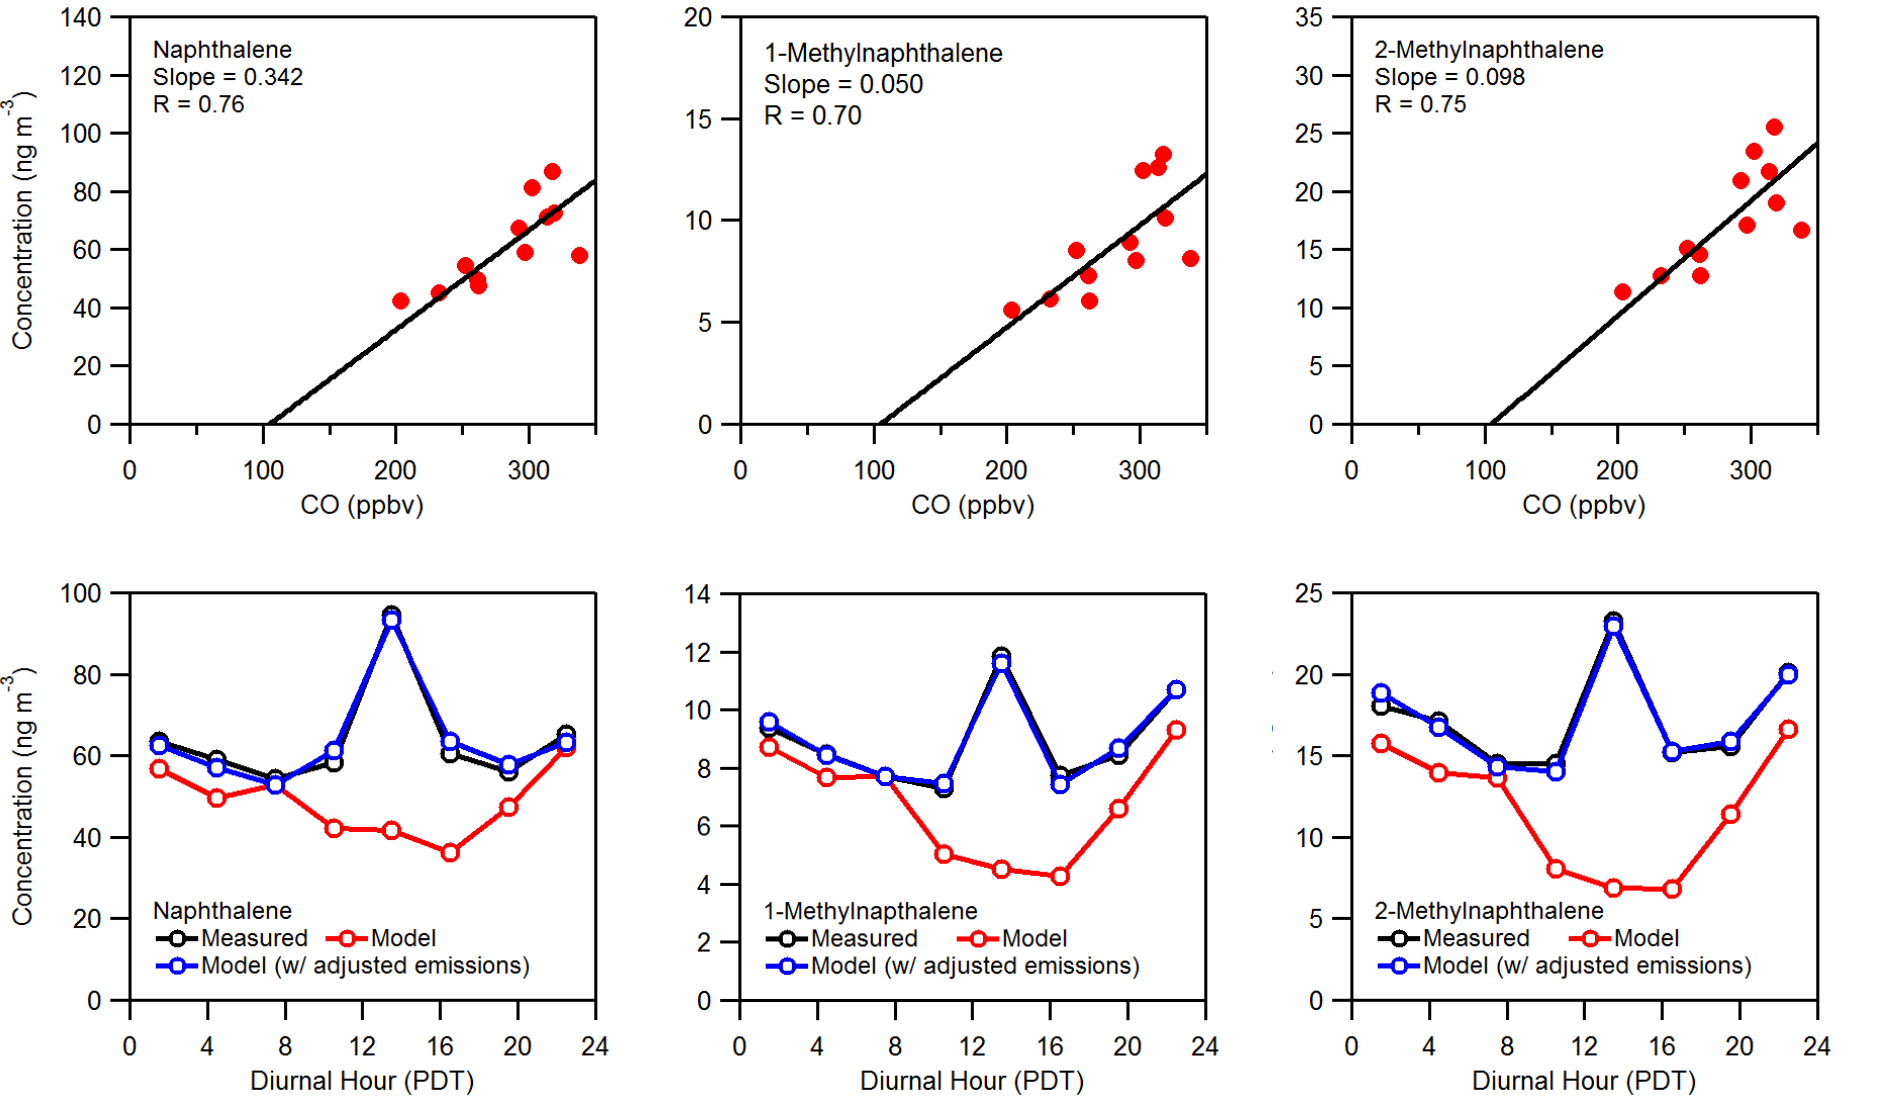 140
120
100
80
60
40
20
0
Concentration (ng m⁻³)
Naphthalene
Slope = 0.342
R = 0.76
0 100 200 300
CO (ppbv)
20
15
10
5
0
1-Methylnaphthalene
Slope = 0.050
R = 0.70
0 100 200 300
CO (ppbv)
35
30
25
20
15
10
5
0
2-Methylnaphthalene
Slope = 0.098
R = 0.75
0 100 200 300
CO (ppbv)
100
80
60
40
20
0
Concentration (ng m⁻³)
Naphthalene
Measured Model
Model (w/ adjusted emissions)
0 4 8 12 16 20 24
Diurnal Hour (PDT)
14
12
10
8
6
4
2
0
1-Methylnapthalene
Measured Model
Model (w/ adjusted emissions)
0 4 8 12 16 20 24
Diurnal Hour (PDT)
25
20
15
10
5
0
2-Methylnaphthalene
Measured Model
Model (w/ adjusted emissions)
0 4 8 12 16 20 24
Diurnal Hour (PDT)